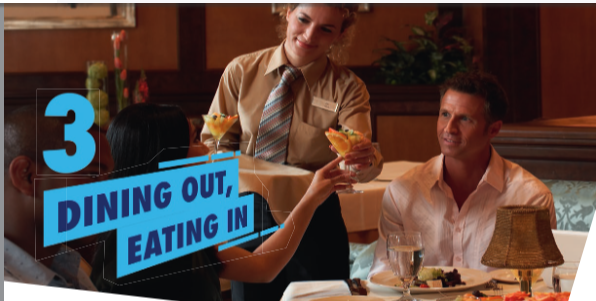 3
DINING OUT,
EATING IN